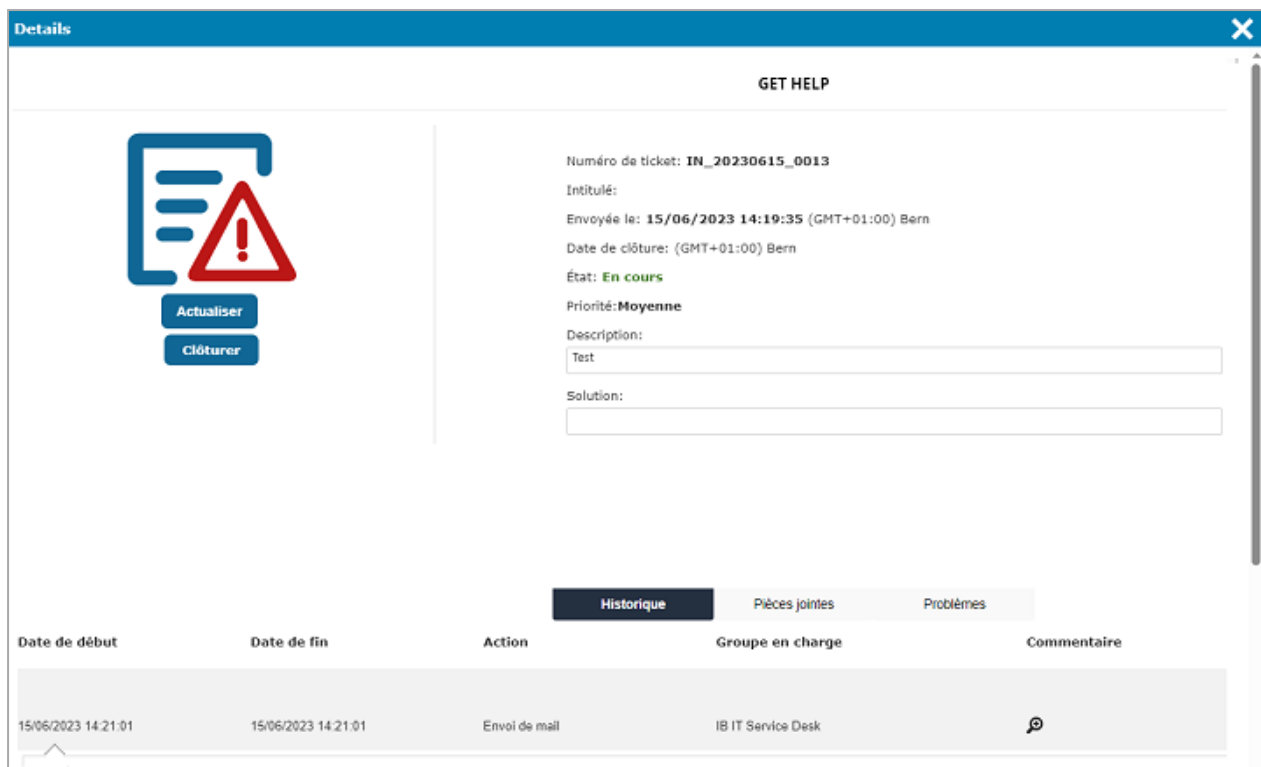 Details
GET HELP
Numéro de ticket: IN_20230615_0013
Intitulé:
Envoyée le: 15/06/2023 14:19:35 (GMT+01:00) Bern
Date de clôture: (GMT+01:00) Bern
État: En cours
Priorité:Moyenne
Description:
Test
Solution:
Actualiser
Clôturer
Historique Pièces jointes Problèmes
Date de début Date de fin Action Groupe en charge Commentaire
15/06/2023 14:21:01 15/06/2023 14:21:01 Envoi de mail IB IT Service Desk